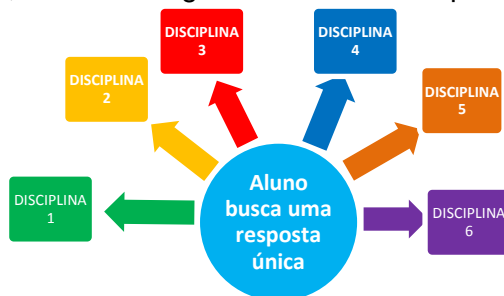 DISCIPLINA
3
DISCIPLINA
4
DISCIPLINA
2
DISCIPLINA
5
Aluno
busca uma
resposta
única
DISCIPLINA
1
DISCIPLINA
6